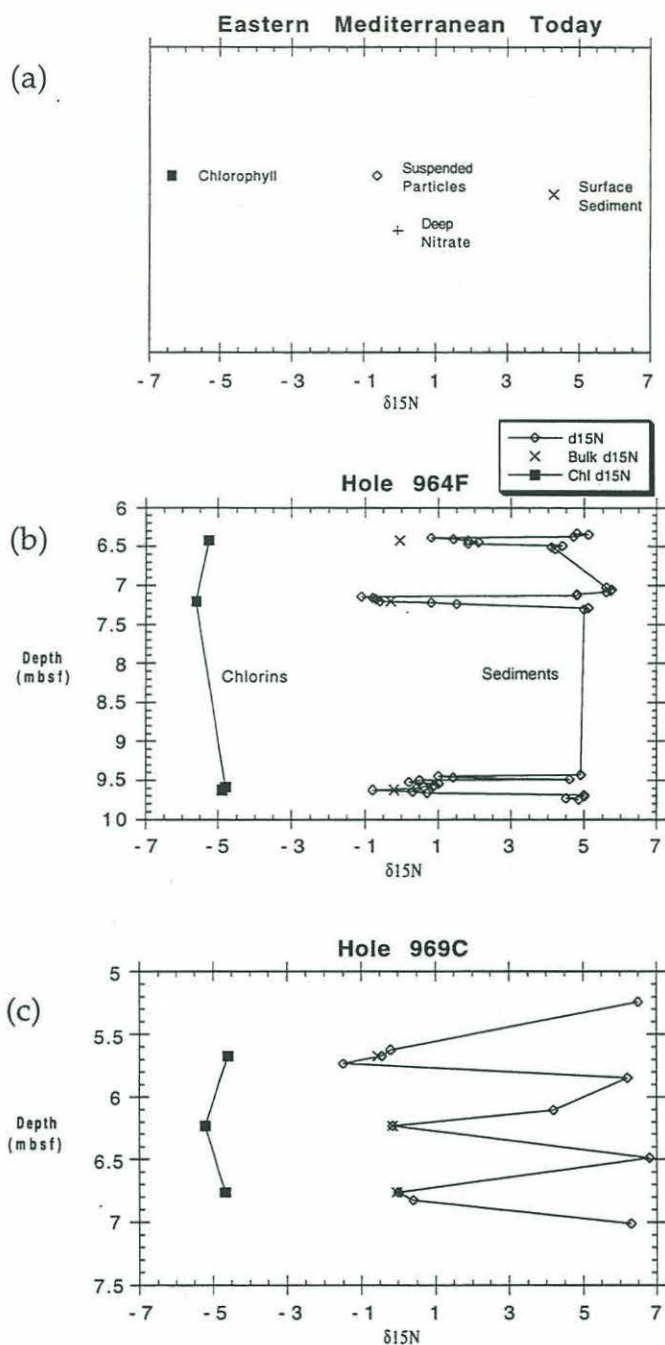 Eastern Mediterranean Today
(a)
Chlorophyll
Suspended
Particles
Surface
Sediment
Deep
Nitrate
-7 -5 -3 -1 1 3 5 7
δ15N
d15N
Bulk d15N
Chl d15N
Hole 964F
(b)
6
6.5
7
7.5
8
8.5
9
9.5
10
Depth
(mbsf)
Chlorins
Sediments
-7 -5 -3 -1 1 3 5 7
δ15N
Hole 969C
(c)
5
5.5
6
6.5
7
7.5
Depth
(mbsf)
-7 -5 -3 -1 1 3 5 7
δ15N